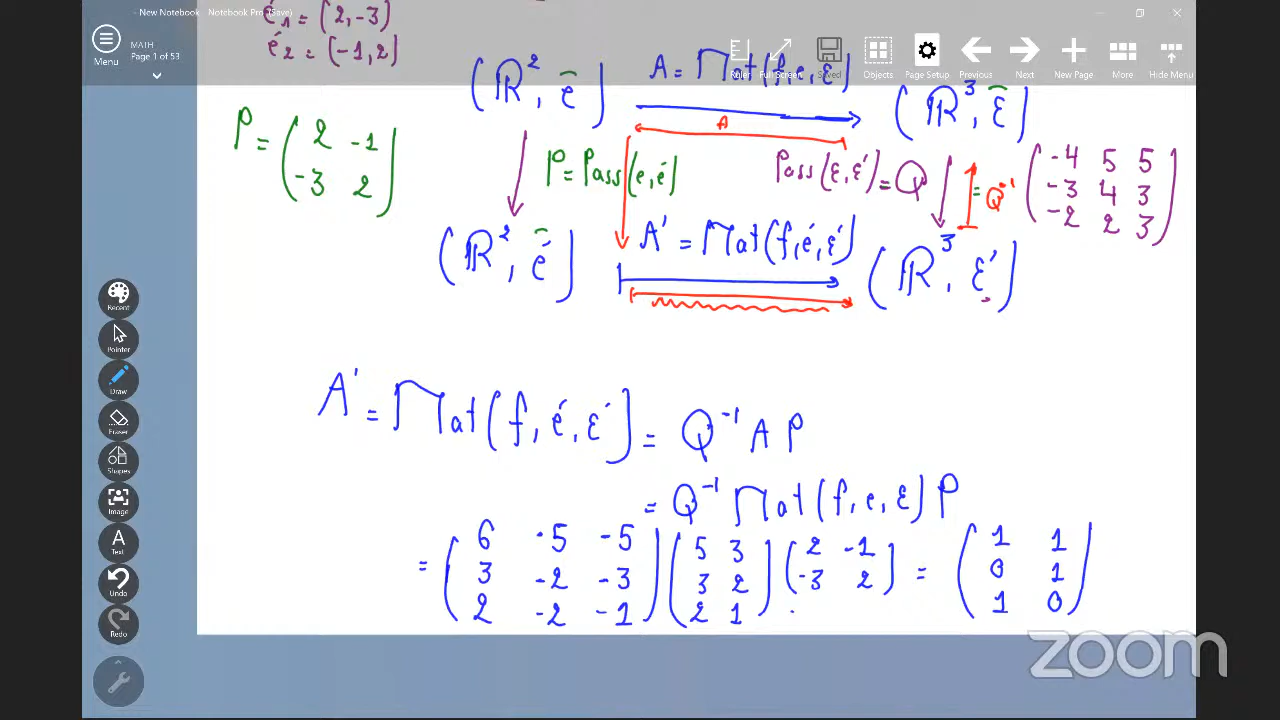 - New Notebook Notebook Pro (Save)
Menu
MATH
Page 1 of 53
Ruler Full Screen Saved Objects Page Setup Previous Next New Page More Hide Menu
é₁ = (2,-3)
é₂ = (-1,2)
(ℝ², ê) A = Mat(f,e,ε) (ℝ³, ε̂)
A
P = ( 2 -1
-3 2 )
P = Pass(e,é) Pass(ε,ε') = Q = Q⁻¹
( -4 5 5
-3 4 3
-2 2 3 )
(ℝ², é) A' = Mat(f,é,ε') (ℝ³, ε')
A' = Mat(f, é, ε') = Q⁻¹ A P
= Q⁻¹ Mat(f, e, ε) P
= ( 6 -5 -5 ) ( 5 3 ) ( 2 -1 ) = ( 1 1 )
( 3 -2 -3 ) ( 3 2 ) ( -3 2 ) ( 0 1 )
( 2 -2 -1 ) ( 2 1 ) ( 1 0 )
Recent
Pointer
Draw
Eraser
Shapes
Image
Text
Undo
Redo
zoom